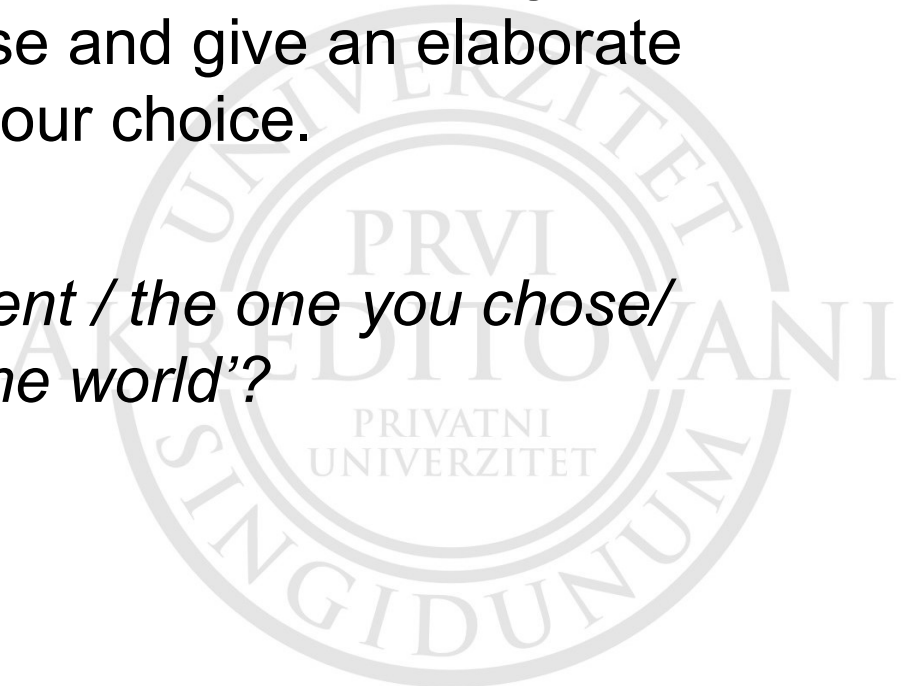 se and give an elaborate
our choice.
ent / the one you chose/
ne world’?
UNIVERZITET
PRVI
AKREDITOVANI
PRIVATNI
UNIVERZITET
SINGIDUNUM